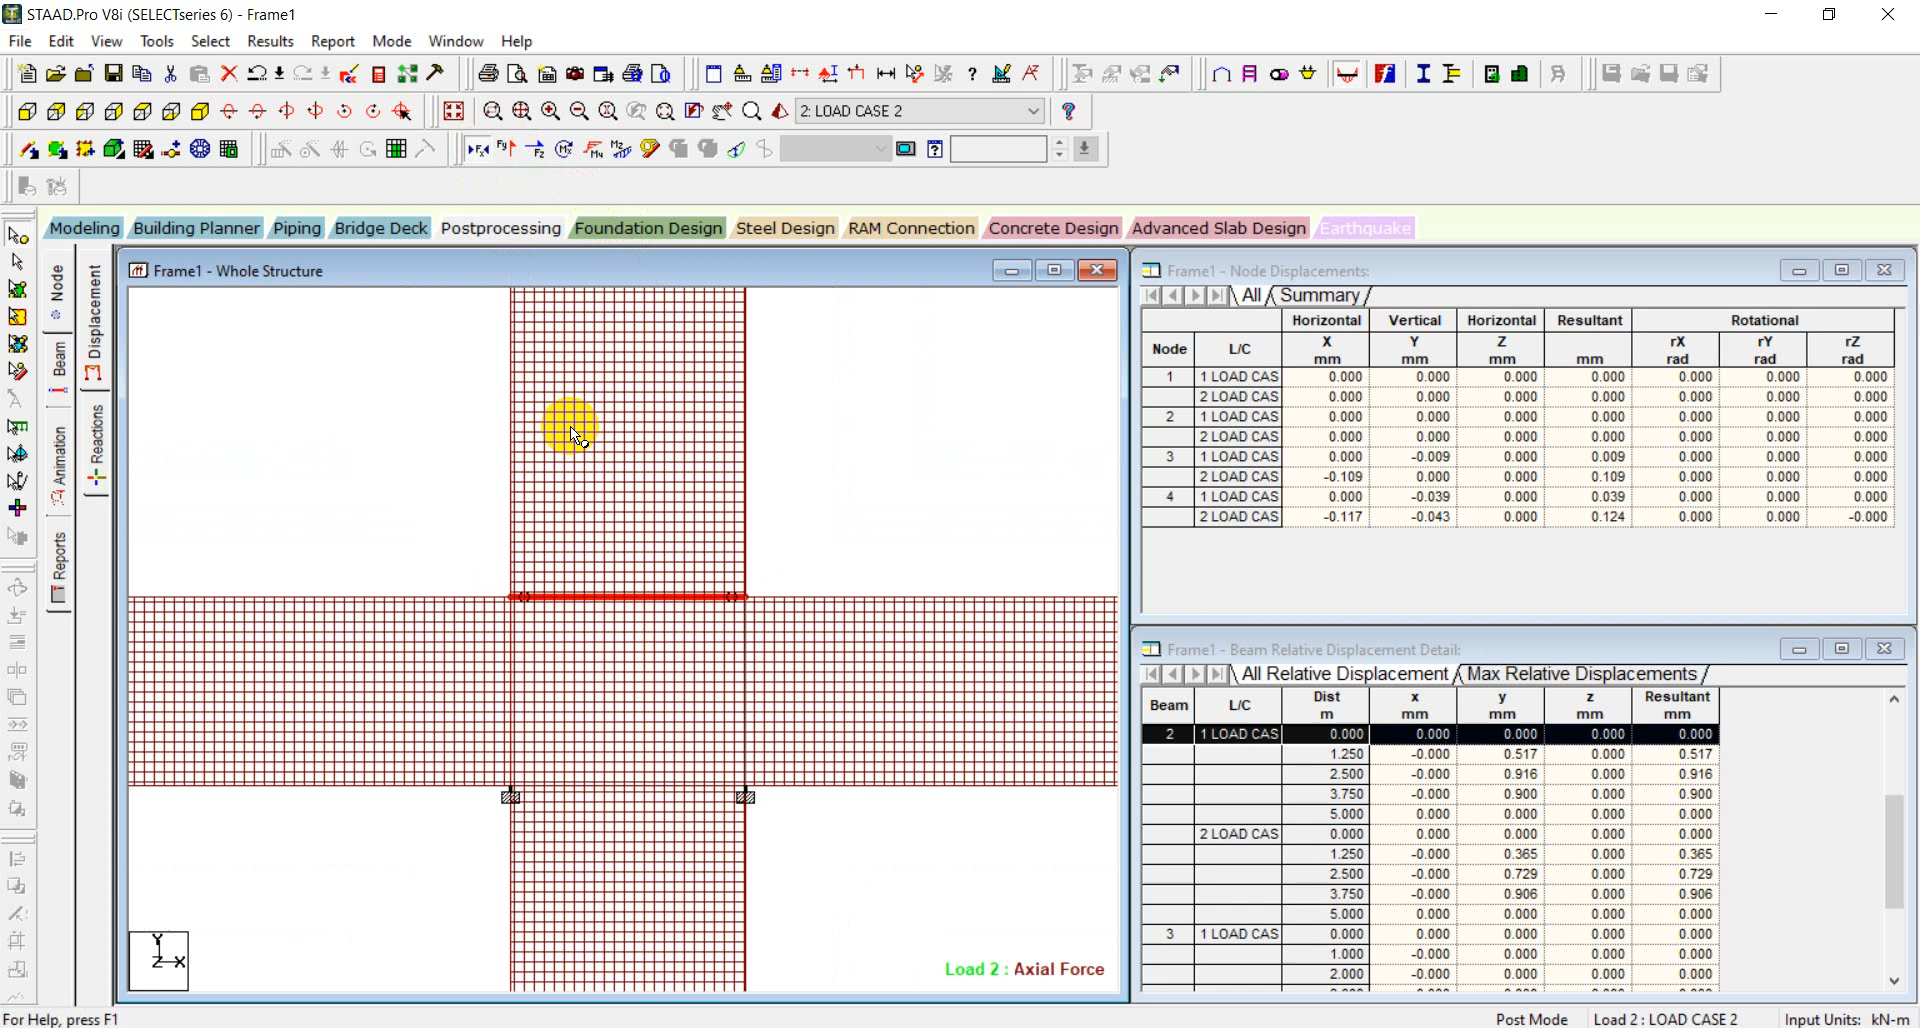 STAAD.Pro V8i (SELECTseries 6) - Frame1
File Edit View Tools Select Results Report Mode Window Help
2: LOAD CASE 2
Modeling Building Planner Piping Bridge Deck Postprocessing Foundation Design Steel Design RAM Connection Concrete Design Advanced Slab Design Earthquake
Node
Beam
Animation
Reports
Displacement
Reactions
Frame1 - Whole Structure
Y
Z X
Load 2 : Axial Force
Frame1 - Node Displacements:
All Summary
Horizontal Vertical Horizontal Resultant Rotational
Node L/C X mm Y mm Z mm mm rX rad rY rad rZ rad
1 1 LOAD CAS 0.000 0.000 0.000 0.000 0.000 0.000 0.000
2 LOAD CAS 0.000 0.000 0.000 0.000 0.000 0.000 0.000
2 1 LOAD CAS 0.000 0.000 0.000 0.000 0.000 0.000 0.000
2 LOAD CAS 0.000 0.000 0.000 0.000 0.000 0.000 0.000
3 1 LOAD CAS 0.000 -0.009 0.000 0.009 0.000 0.000 0.000
2 LOAD CAS -0.109 0.000 0.000 0.109 0.000 0.000 0.000
4 1 LOAD CAS 0.000 -0.039 0.000 0.039 0.000 0.000 0.000
2 LOAD CAS -0.117 -0.043 0.000 0.124 0.000 0.000 -0.000
Frame1 - Beam Relative Displacement Detail:
All Relative Displacement Max Relative Displacements
Beam L/C Dist m x mm y mm z mm Resultant mm
2 1 LOAD CAS 0.000 0.000 0.000 0.000 0.000
1.250 -0.000 0.517 0.000 0.517
2.500 -0.000 0.916 0.000 0.916
3.750 -0.000 0.900 0.000 0.900
5.000 0.000 0.000 0.000 0.000
2 LOAD CAS 0.000 0.000 0.000 0.000 0.000
1.250 -0.000 0.365 0.000 0.365
2.500 -0.000 0.729 0.000 0.729
3.750 -0.000 0.906 0.000 0.906
5.000 0.000 0.000 0.000 0.000
3 1 LOAD CAS 0.000 0.000 0.000 0.000 0.000
1.000 -0.000 0.000 0.000 0.000
2.000 -0.000 0.000 0.000 0.000
For Help, press F1
Post Mode Load 2 : LOAD CASE 2 Input Units: kN-m